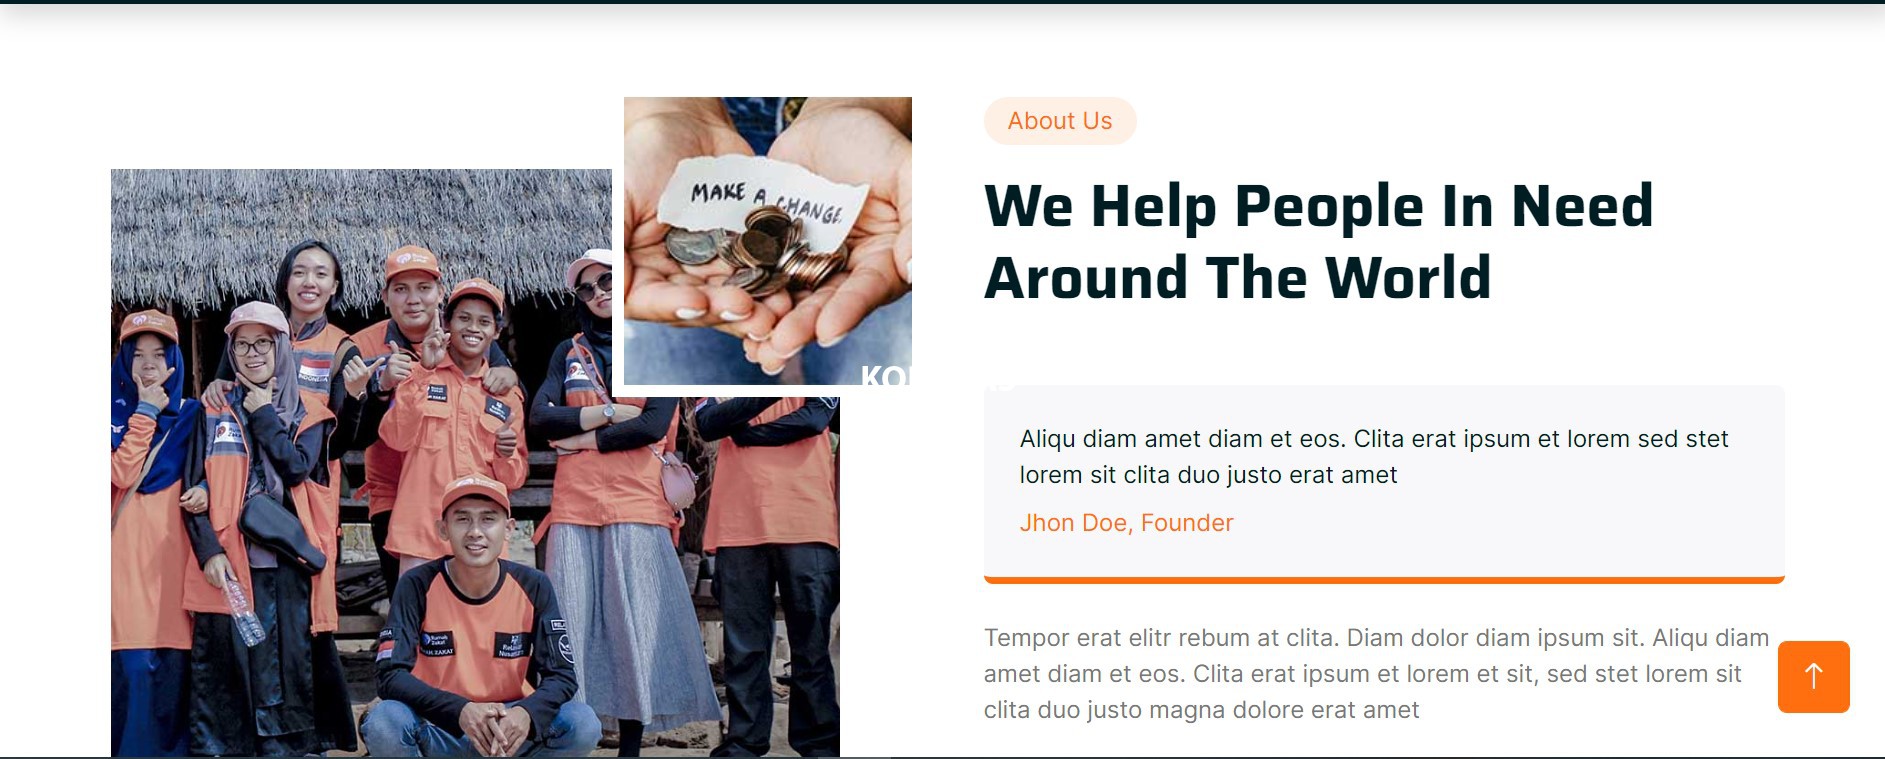 About Us
We Help People In Need
Around The World
MAKE A CHANGE
Aliqu diam amet diam et eos. Clita erat ipsum et lorem sed stet
lorem sit clita duo justo erat amet
Jhon Doe, Founder
Tempor erat elitr rebum at clita. Diam dolor diam ipsum sit. Aliqu diam
amet diam et eos. Clita erat ipsum et lorem et sit, sed stet lorem sit
clita duo justo magna dolore erat amet
INDONESIA
Rumah
Zakat